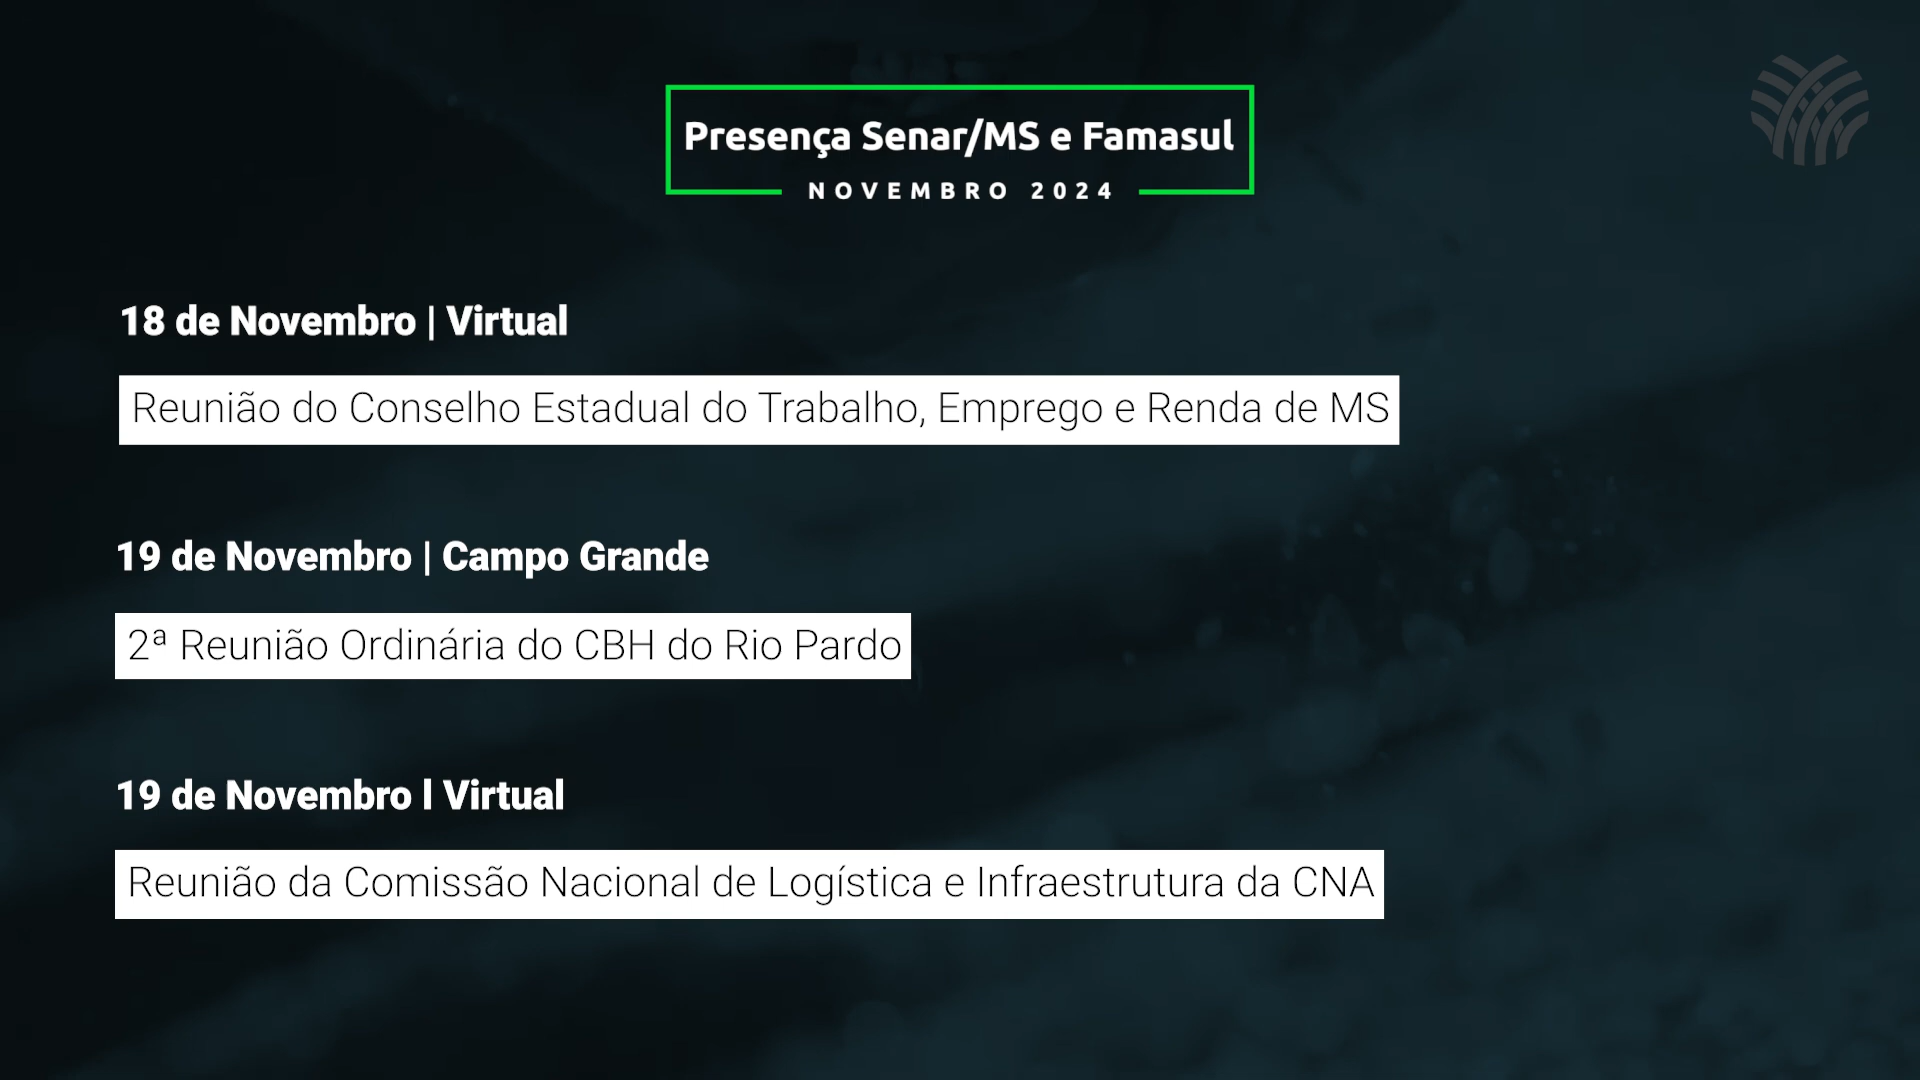 Presença Senar/MS e Famasul
NOVEMBRO 2024
18 de Novembro | Virtual
Reunião do Conselho Estadual do Trabalho, Emprego e Renda de MS
19 de Novembro | Campo Grande
2ª Reunião Ordinária do CBH do Rio Pardo
19 de Novembro l Virtual
Reunião da Comissão Nacional de Logística e Infraestrutura da CNA